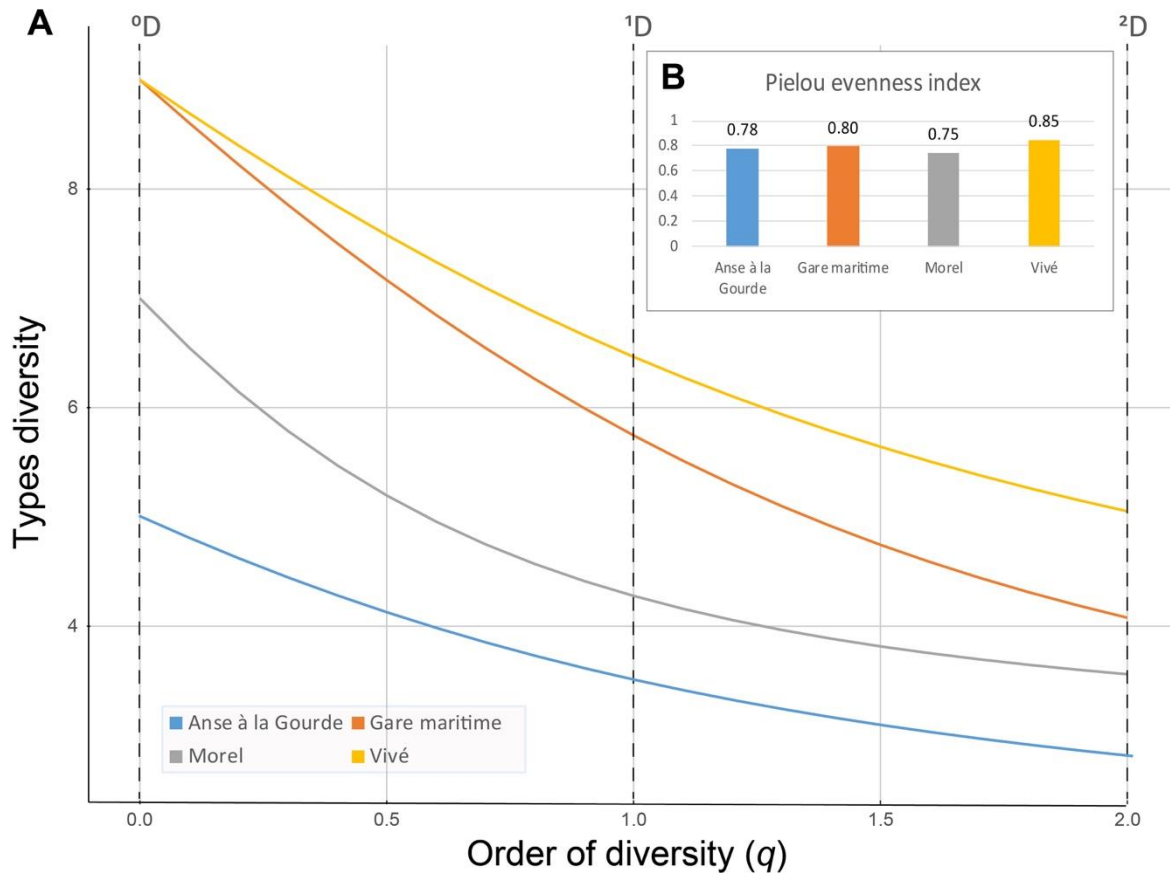 A
⁰D
¹D
²D
B
Pielou evenness index
1
0.8
0.6
0.4
0.2
0
0.78
0.80
0.75
0.85
Anse à la
Gourde
Gare maritime
Morel
Vivé
Types diversity
8
6
4
Anse à la Gourde
Gare maritime
Morel
Vivé
0.0
0.5
1.0
1.5
2.0
Order of diversity (q)